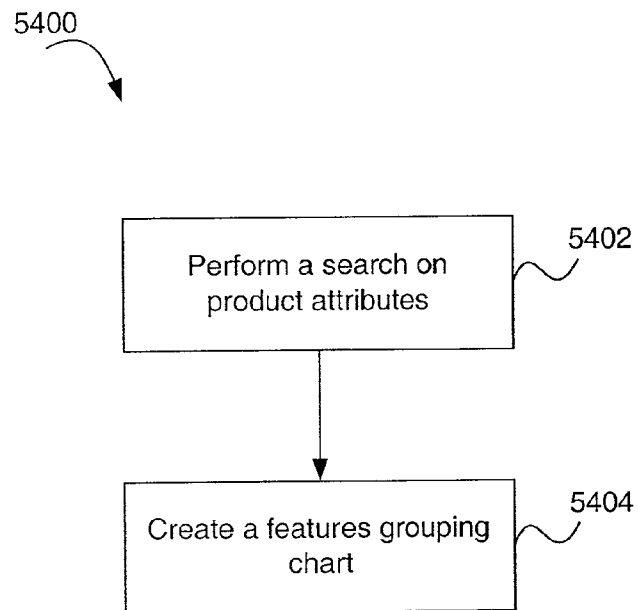 5400
Perform a search on
product attributes
5402
Create a features grouping
chart
5404